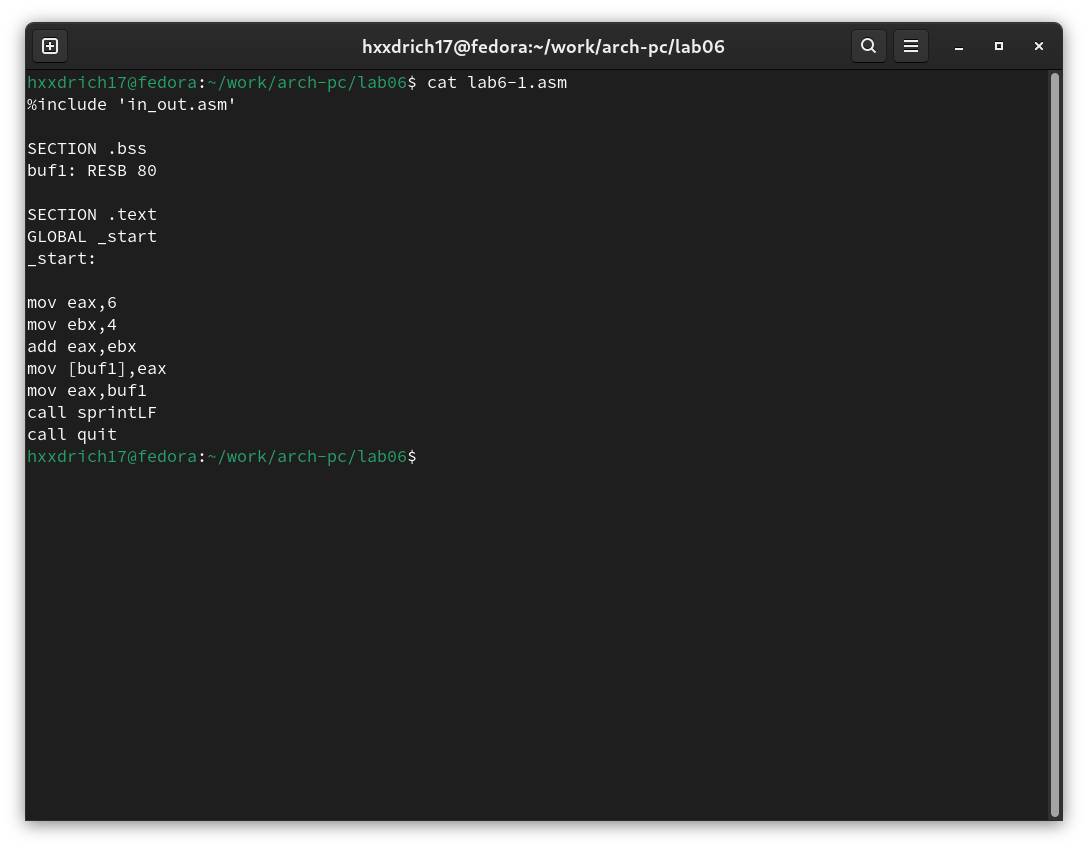 hxxdrich17@fedora:~/work/arch-pc/lab06
hxxdrich17@fedora:~/work/arch-pc/lab06$ cat lab6-1.asm
%include 'in_out.asm'

SECTION .bss
buf1: RESB 80

SECTION .text
GLOBAL _start
_start:

mov eax,6
mov ebx,4
add eax,ebx
mov [buf1],eax
mov eax,buf1
call sprintLF
call quit
hxxdrich17@fedora:~/work/arch-pc/lab06$